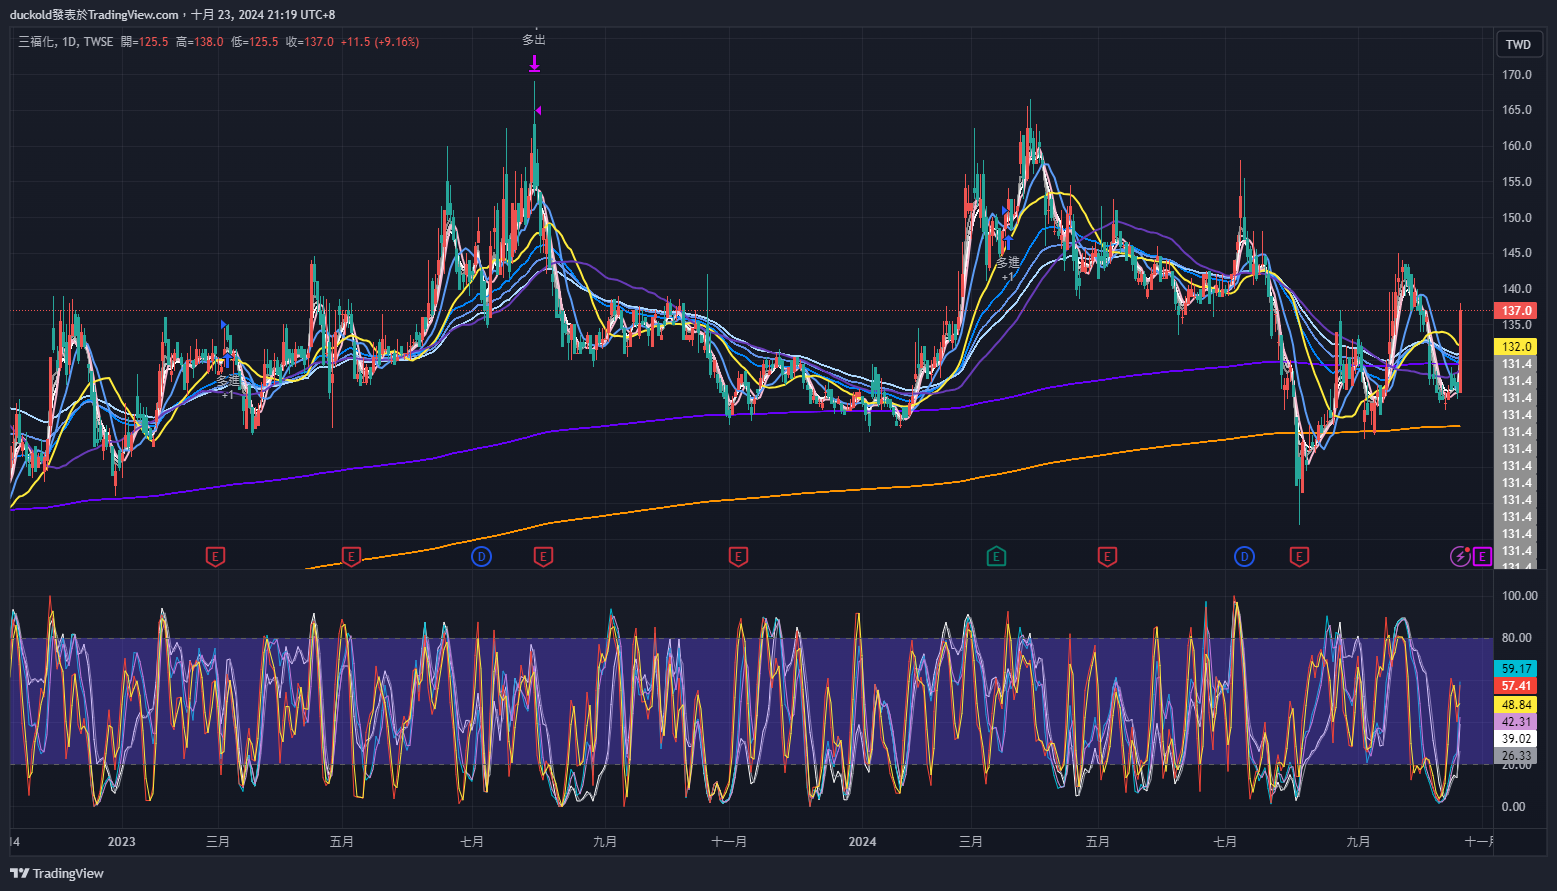 duckold發表於TradingView.com，十月 23, 2024 21:19 UTC+8
三福化, 1D, TWSE 開=125.5 高=138.0 低=125.5 收=137.0 +11.5 (+9.16%)
TWD
多出
170.0
165.0
160.0
155.0
150.0
145.0
多進
+1
140.0
137.0
135.0
132.0
131.4
131.4
131.4
131.4
131.4
131.4
131.4
131.4
131.4
131.4
131.4
131.4
131.4
多進
+1
E
E
D
E
E
E
E
D
E
E
100.00
80.00
59.17
57.41
48.84
42.31
39.02
26.33
20.00
0.00
14 2023 三月 五月 七月 九月 十一月 2024 三月 五月 七月 九月 十一月
TradingView